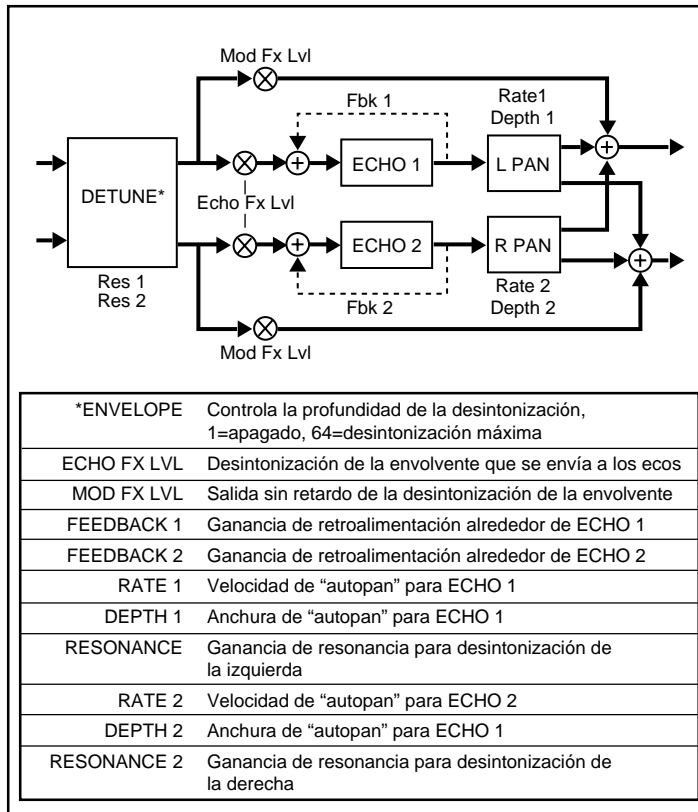 Mod Fx Lvl
Fbk 1
Rate1
Depth 1
ECHO 1
L PAN
DETUNE*
Echo Fx Lvl
ECHO 2
R PAN
Res 1
Res 2
Fbk 2
Rate 2
Depth 2
Mod Fx Lvl
*ENVELOPE Controla la profundidad de la desintonización,
1=apagado, 64=desintonización máxima
ECHO FX LVL Desintonización de la envolvente que se envía a los ecos
MOD FX LVL Salida sin retardo de la desintonización de la envolvente
FEEDBACK 1 Ganancia de retroalimentación alrededor de ECHO 1
FEEDBACK 2 Ganancia de retroalimentación alrededor de ECHO 2
RATE 1 Velocidad de “autopan” para ECHO 1
DEPTH 1 Anchura de “autopan” para ECHO 1
RESONANCE Ganancia de resonancia para desintonización de
la izquierda
RATE 2 Velocidad de “autopan” para ECHO 2
DEPTH 2 Anchura de “autopan” para ECHO 1
RESONANCE 2 Ganancia de resonancia para desintonización de
la derecha